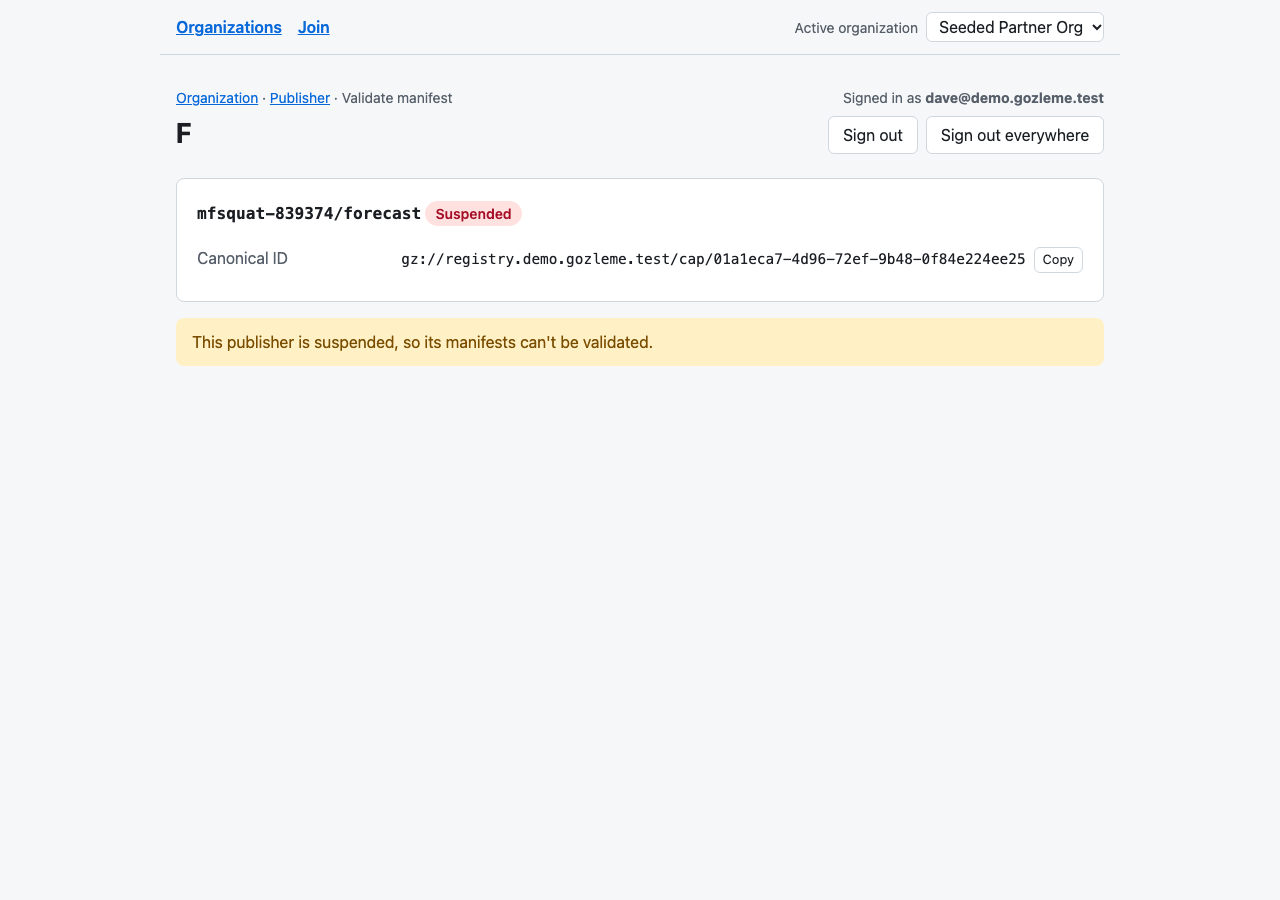 Organizations Join Active organization Seeded Partner Org
Organization · Publisher · Validate manifest Signed in as dave@demo.gozleme.test
F Sign out Sign out everywhere
mfsquat-839374/forecast Suspended
Canonical ID gz://registry.demo.gozleme.test/cap/01a1eca7-4d96-72ef-9b48-0f84e224ee25 Copy
This publisher is suspended, so its manifests can't be validated.